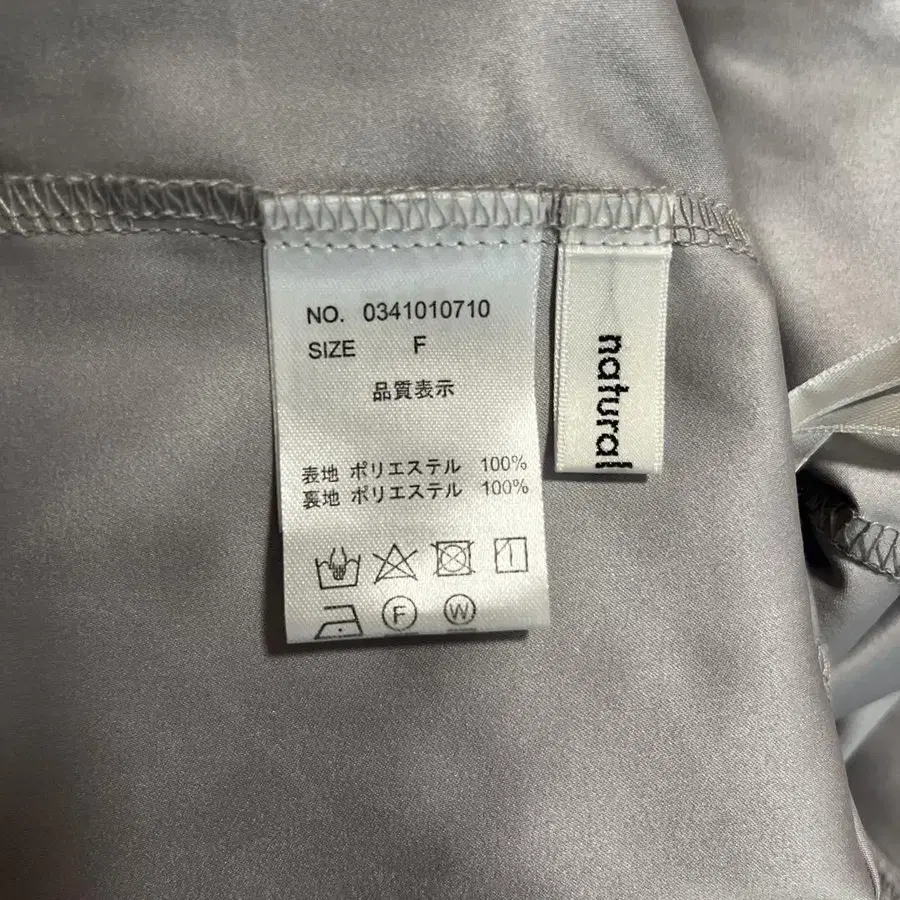 NO. 0341010710
SIZE F
品質表示
表地 ポリエステル 100%
裏地 ポリエステル 100%
F W
natural